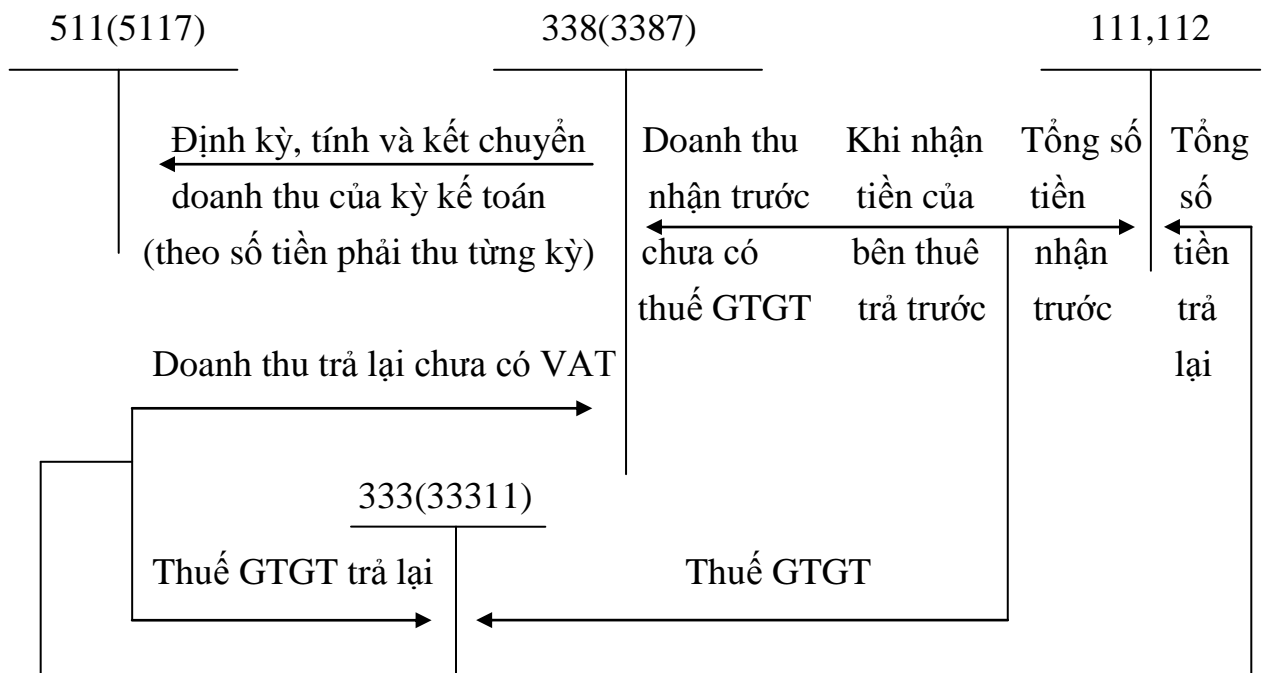 511(5117) 338(3387) 111,112
Định kỳ, tính và kết chuyển
doanh thu của kỳ kế toán
(theo số tiền phải thu từng kỳ)
Doanh thu
nhận trước
chưa có
thuế GTGT
Khi nhận
tiền của
bên thuê
trả trước
Tổng số
tiền
nhận
trước
Tổng
số
tiền
trả
lại
Doanh thu trả lại chưa có VAT
333(33311)
Thuế GTGT trả lại
Thuế GTGT